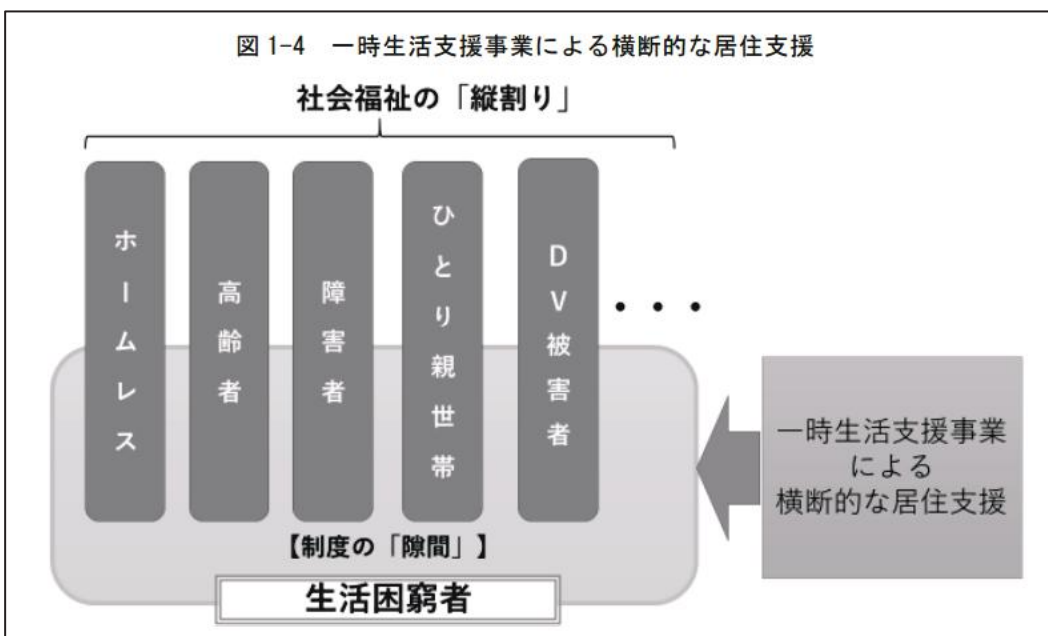 図 1-4　一時生活支援事業による横断的な居住支援
社会福祉の「縦割り」
ホームレス
高齢者
障害者
ひとり親世帯
DV被害者
・・・
【制度の「隙間」】
生活困窮者
一時生活支援事業
による
横断的な居住支援